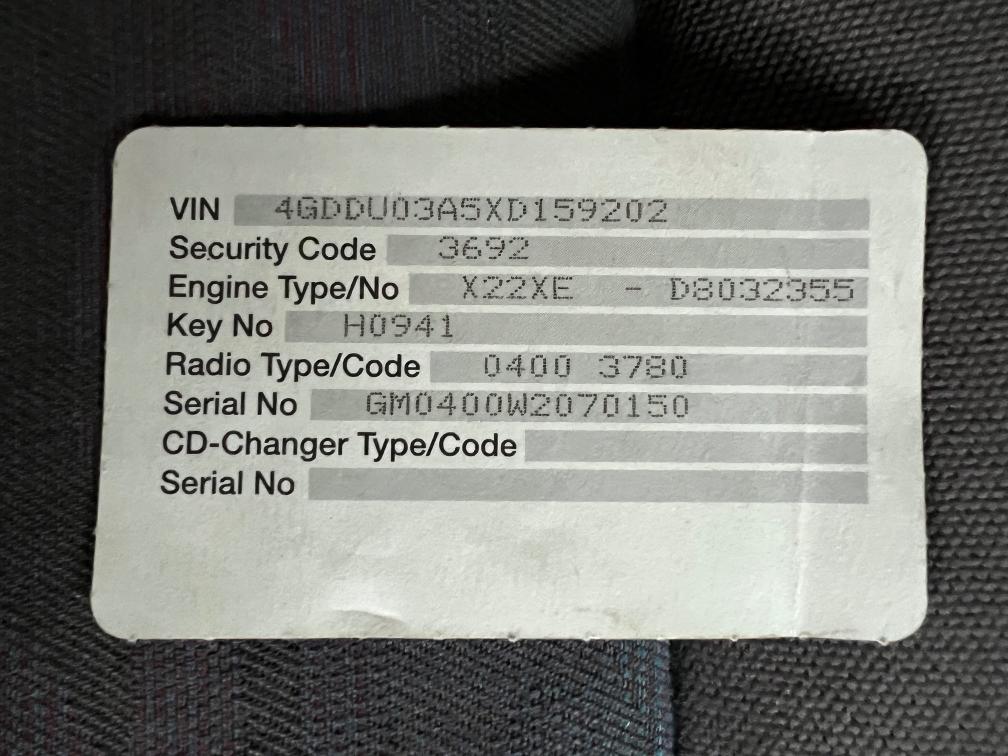 VIN 4GDDU03A5XD159202
Security Code 3692
Engine Type/No X22XE - D8032355
Key No H0941
Radio Type/Code 0400 3780
Serial No GM0400W2070150
CD-Changer Type/Code
Serial No